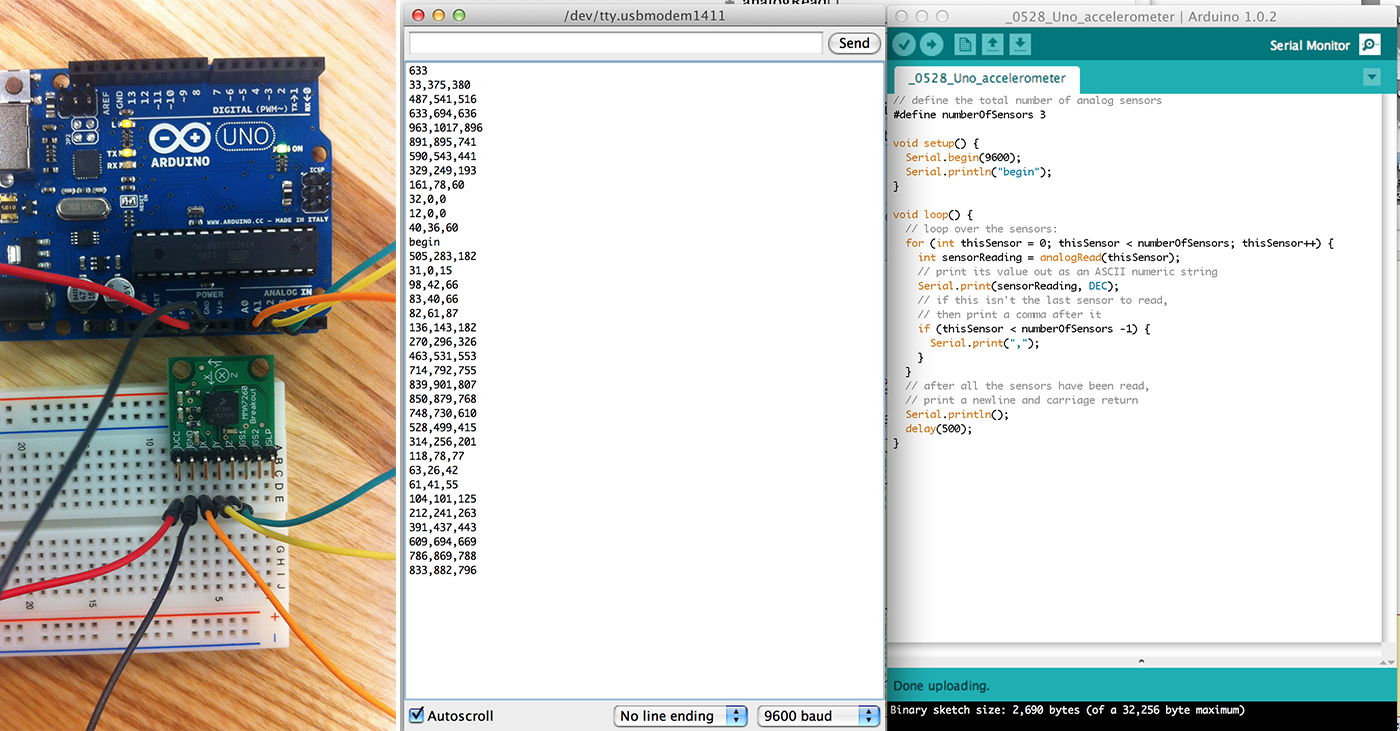 AREF
GND
13
12
~11
~10
~9
8
7
~6
~5
4
~3
2
TX→1
RX←0
DIGITAL (PWM~)
L
TX
RX
ARDUINO
UNO
ON
ICSP
RESET
EN
WWW.ARDUINO.CC - MADE IN ITALY
POWER
ANALOG IN
RESET
GND
Vin
A0
A1
X
Y
Z
MMA7260
Breakout
VCC
GND
X
Y
Z
GS1
GS2
SLP
20
10
A
B
C
D
E
G
H
I
J
20
15
5
+
-
/dev/tty.usbmodem1411
Send
633
33,375,380
487,541,516
633,694,636
963,1017,896
891,895,741
590,543,441
329,249,193
161,78,60
32,0,0
12,0,0
40,36,60
begin
505,283,182
31,0,15
98,42,66
83,40,66
82,61,87
136,143,182
270,296,326
463,531,553
714,792,755
839,901,807
850,879,768
748,730,610
528,499,415
314,256,201
118,78,77
63,26,42
61,41,55
104,101,125
212,241,263
391,437,443
609,694,669
786,869,788
833,882,796
Autoscroll
No line ending
9600 baud
_0528_Uno_accelerometer | Arduino 1.0.2
Serial Monitor
_0528_Uno_accelerometer
// define the total number of analog sensors
#define numberOfSensors 3
void setup() {
Serial.begin(9600);
Serial.println("begin");
}
void loop() {
// loop over the sensors:
for (int thisSensor = 0; thisSensor < numberOfSensors; thisSensor++) {
int sensorReading = analogRead(thisSensor);
// print its value out as an ASCII numeric string
Serial.print(sensorReading, DEC);
// if this isn't the last sensor to read,
// then print a comma after it
if (thisSensor < numberOfSensors -1) {
Serial.print(",");
}
}
// after all the sensors have been read,
// print a newline and carriage return
Serial.println();
delay(500);
}
Done uploading.
Binary sketch size: 2,690 bytes (of a 32,256 byte maximum)